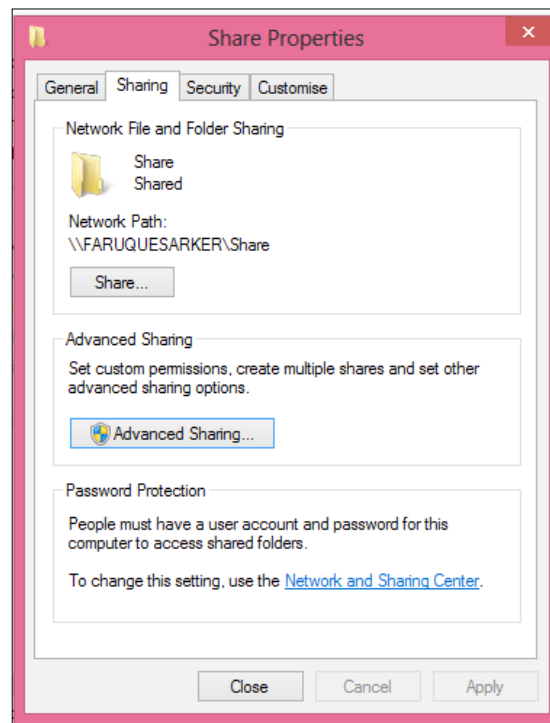 Share Properties
General Sharing Security Customise
Network File and Folder Sharing
Share
Shared
Network Path:
\\FARUQUESARKER\Share
Share...
Advanced Sharing
Set custom permissions, create multiple shares and set other
advanced sharing options.
Advanced Sharing...
Password Protection
People must have a user account and password for this
computer to access shared folders.
To change this setting, use the Network and Sharing Center.
Close Cancel Apply